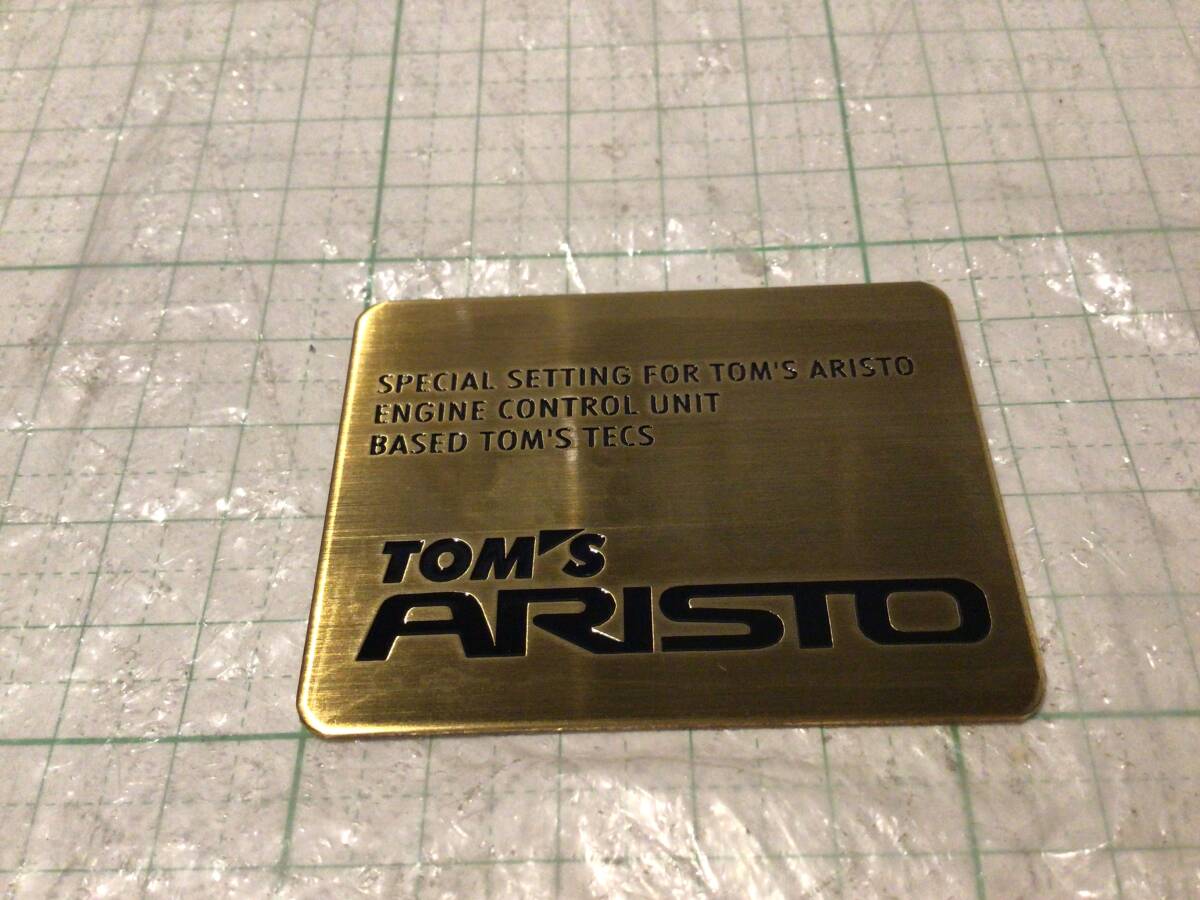 SPECIAL SETTING FOR TOM'S ARISTO
ENGINE CONTROL UNIT
BASED TOM'S TECS
TOM'S
ARISTO